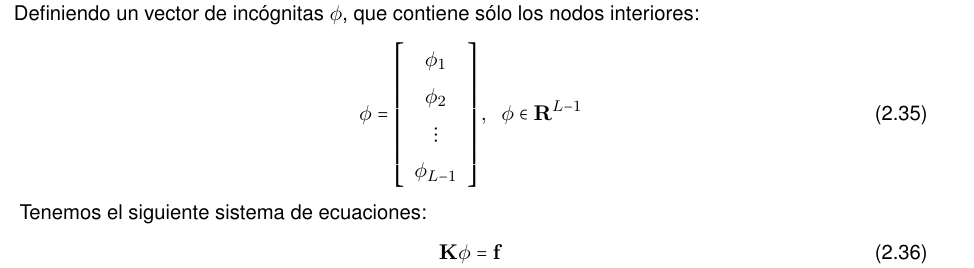 Definiendo un vector de incógnitas ϕ, que contiene sólo los nodos interiores:
ϕ = [ ϕ₁ ϕ₂ ⋮ ϕ_{L−1} ] , ϕ ∈ 𝐑^{L−1} (2.35)
Tenemos el siguiente sistema de ecuaciones:
𝐊ϕ = 𝐟 (2.36)